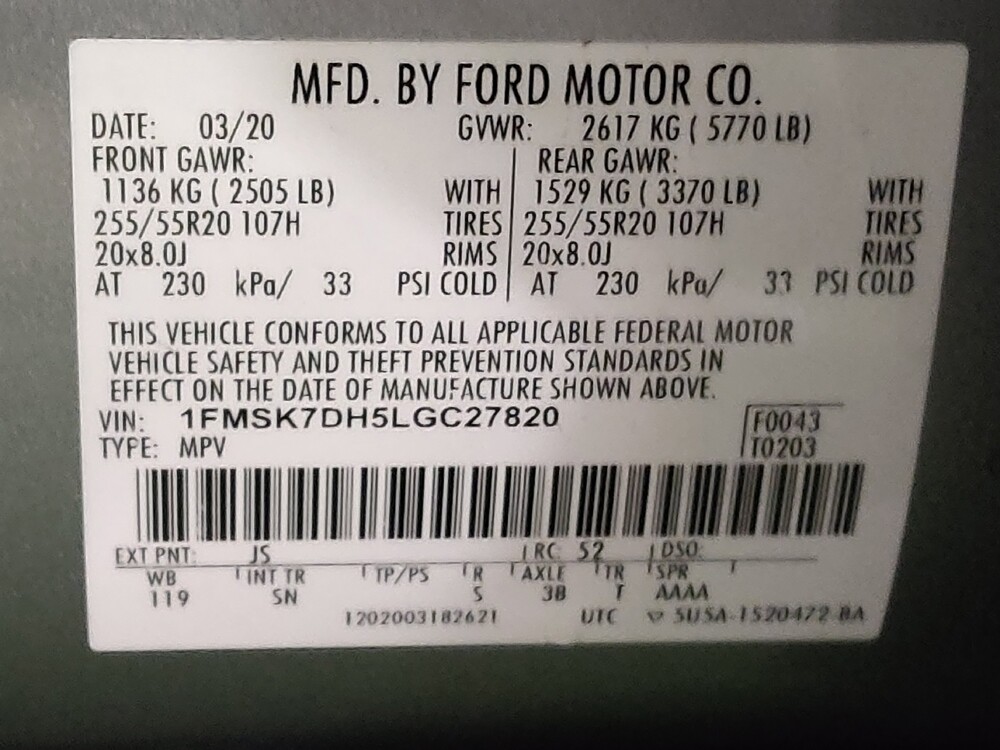 MFD. BY FORD MOTOR CO.
DATE: 03/20 GVWR: 2617 KG ( 5770 LB)
FRONT GAWR: REAR GAWR:
1136 KG ( 2505 LB) WITH 1529 KG ( 3370 LB) WITH
255/55R20 107H TIRES 255/55R20 107H TIRES
20x8.0J RIMS 20x8.0J RIMS
AT 230 kPa/ 33 PSI COLD AT 230 kPa/ 33 PSI COLD
THIS VEHICLE CONFORMS TO ALL APPLICABLE FEDERAL MOTOR
VEHICLE SAFETY AND THEFT PREVENTION STANDARDS IN
EFFECT ON THE DATE OF MANUFACTURE SHOWN ABOVE.
VIN: 1FMSK7DH5LGC27820 F0043
TYPE: MPV T0203
EXT PNT: JS RC: 52 DSO:
WB INT TR TP/PS R AXLE TR SPR
119 SN S 3B T AAAA
1202003182621 UTC ♡ 5U5A-1520472-BA